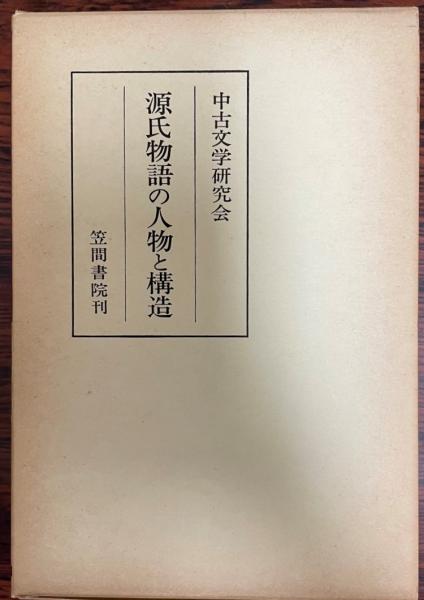 中古文学研究会
源氏物語の人物と構造
笠間書院刊